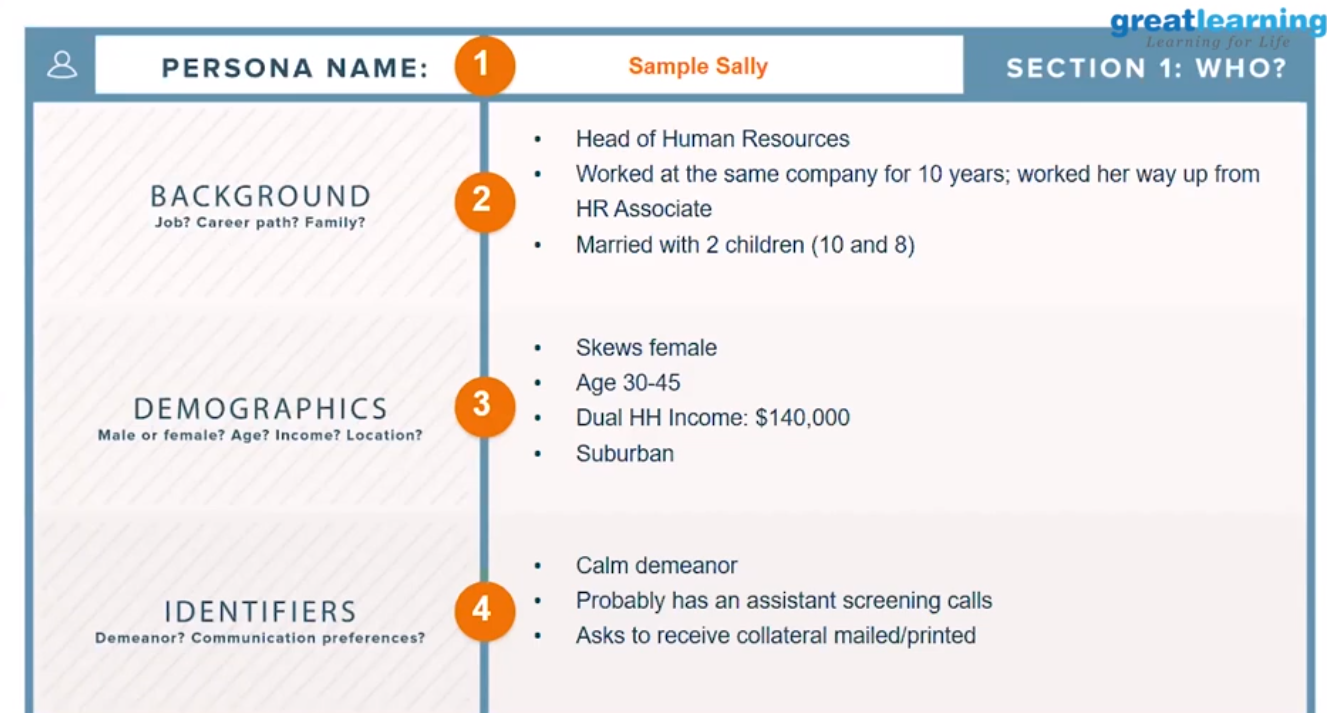 greatlearning
Learning for Life
PERSONA NAME:
1
Sample Sally
SECTION 1: WHO?
BACKGROUND
Job? Career path? Family?
2
• Head of Human Resources
• Worked at the same company for 10 years; worked her way up from
HR Associate
• Married with 2 children (10 and 8)
DEMOGRAPHICS
Male or female? Age? Income? Location?
3
• Skews female
• Age 30-45
• Dual HH Income: $140,000
• Suburban
IDENTIFIERS
Demeanor? Communication preferences?
4
• Calm demeanor
• Probably has an assistant screening calls
• Asks to receive collateral mailed/printed